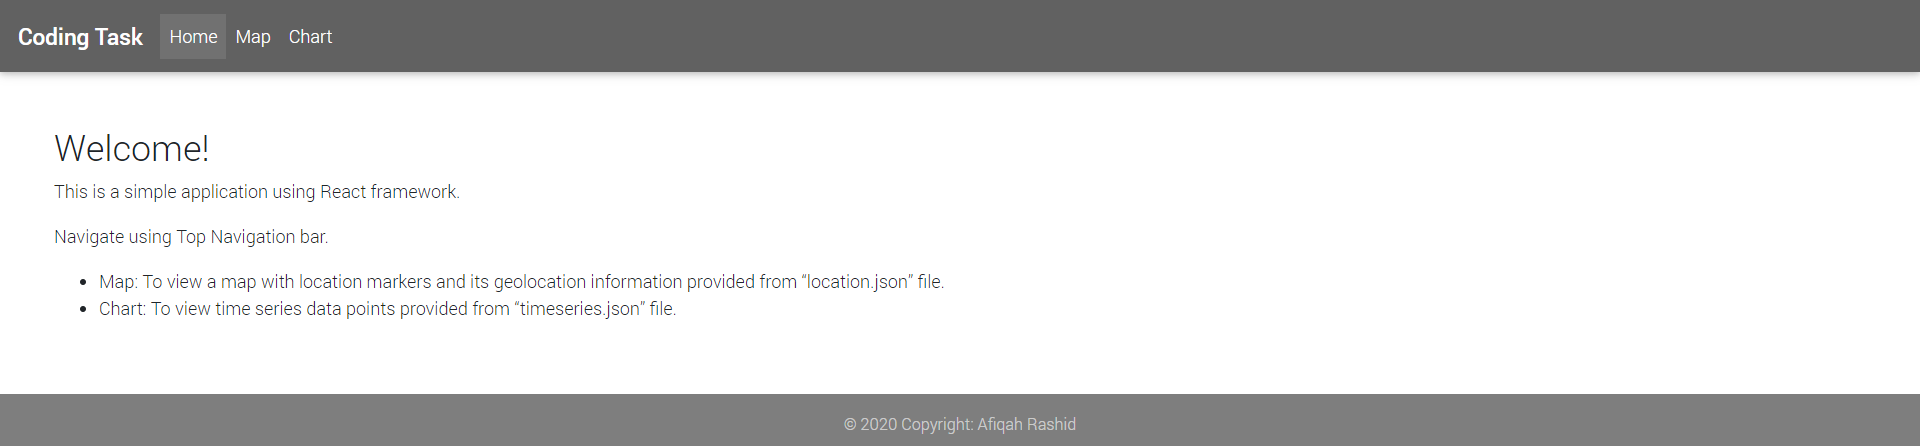 Coding Task Home Map Chart
Welcome!
This is a simple application using React framework.
Navigate using Top Navigation bar.
• Map: To view a map with location markers and its geolocation information provided from “location.json” file.
• Chart: To view time series data points provided from “timeseries.json” file.
© 2020 Copyright: Afiqah Rashid